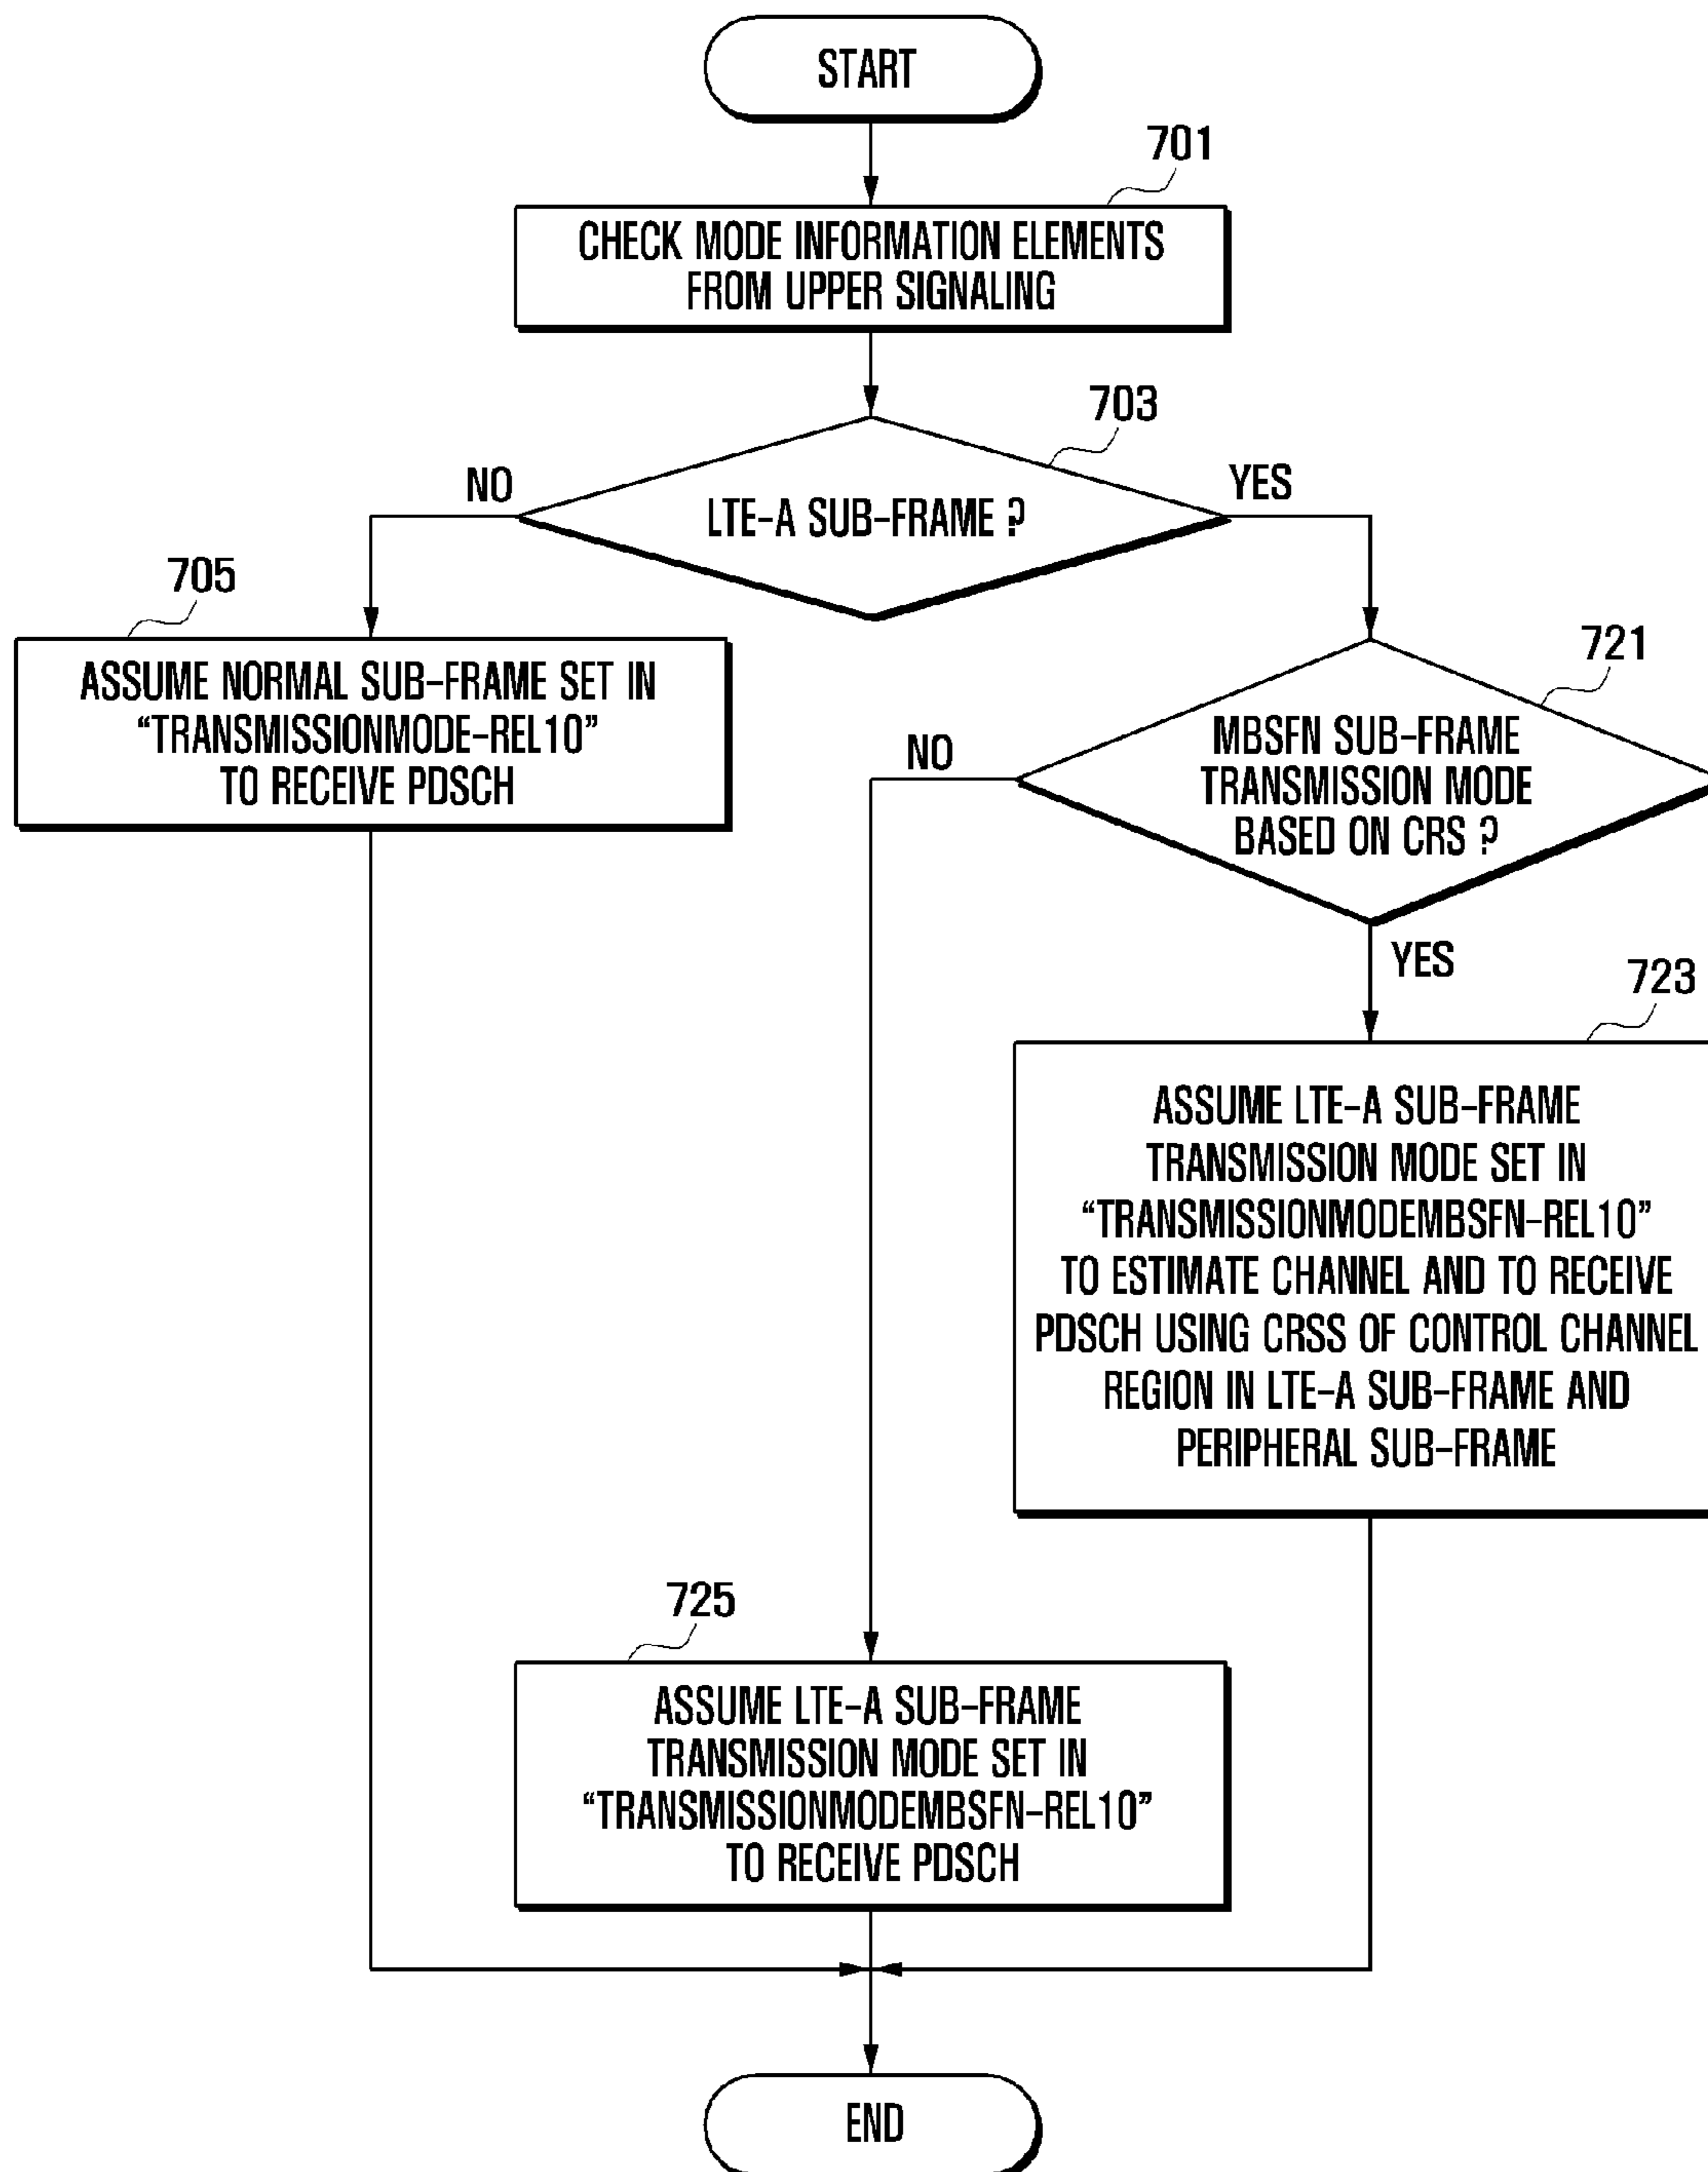 START
701
CHECK MODE INFORMATION ELEMENTS
FROM UPPER SIGNALING
703
NO
YES
LTE-A SUB-FRAME ?
705
ASSUME NORMAL SUB-FRAME SET IN
“TRANSMISSIONMODE-REL10”
TO RECEIVE PDSCH
721
NO
MBSFN SUB-FRAME
TRANSMISSION MODE
BASED ON CRS ?
YES
723
ASSUME LTE-A SUB-FRAME
TRANSMISSION MODE SET IN
“TRANSMISSIONMODEMBSFN-REL10”
TO ESTIMATE CHANNEL AND TO RECEIVE
PDSCH USING CRSS OF CONTROL CHANNEL
REGION IN LTE-A SUB-FRAME AND
PERIPHERAL SUB-FRAME
725
ASSUME LTE-A SUB-FRAME
TRANSMISSION MODE SET IN
“TRANSMISSIONMODEMBSFN-REL10”
TO RECEIVE PDSCH
END